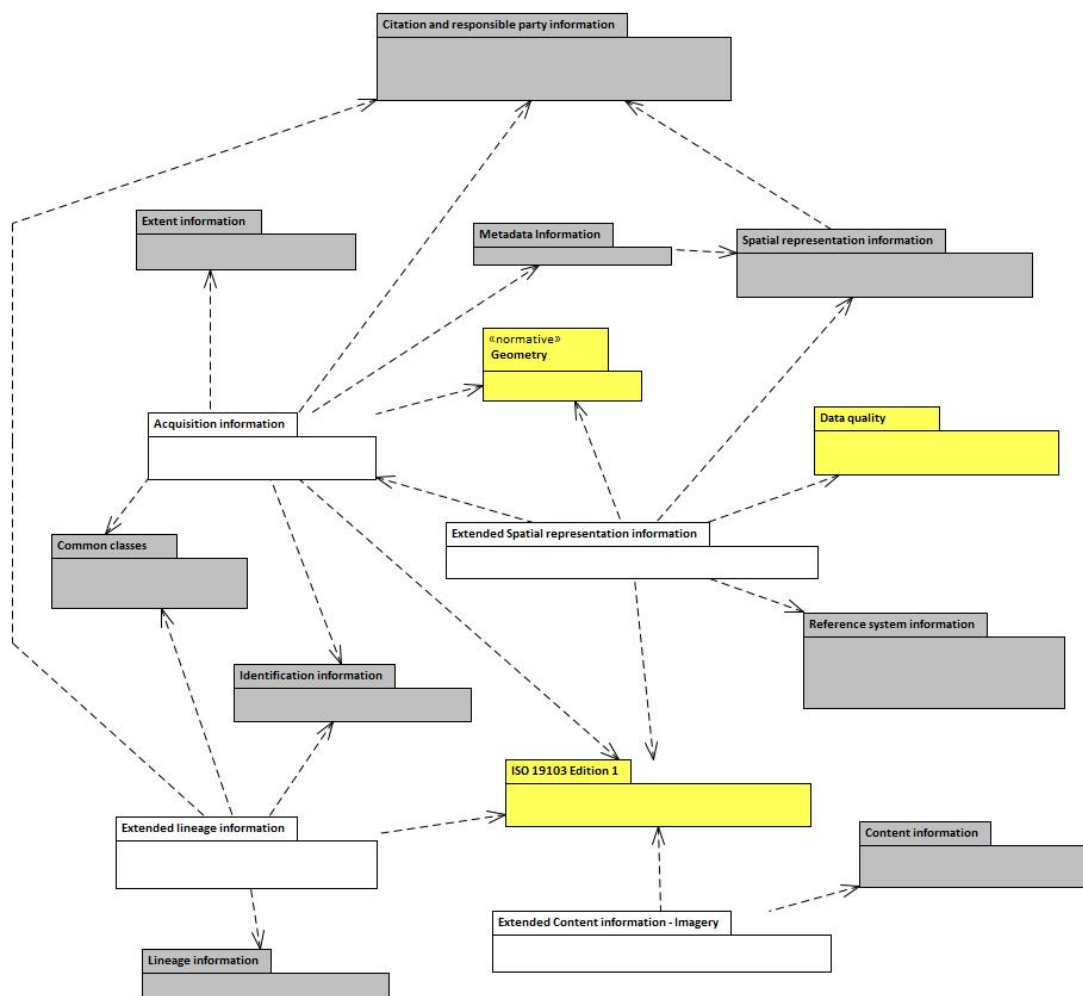 Citation and responsible party information
Extent information
Metadada Information
Spatial representation information
«normative»
Geometry
Acquisition information
Data quality
Extended Spatial representation information
Common classes
Reference system information
Identification information
ISO 19103 Edition 1
Extended lineage information
Content information
Extended Content information - Imagery
Lineage information